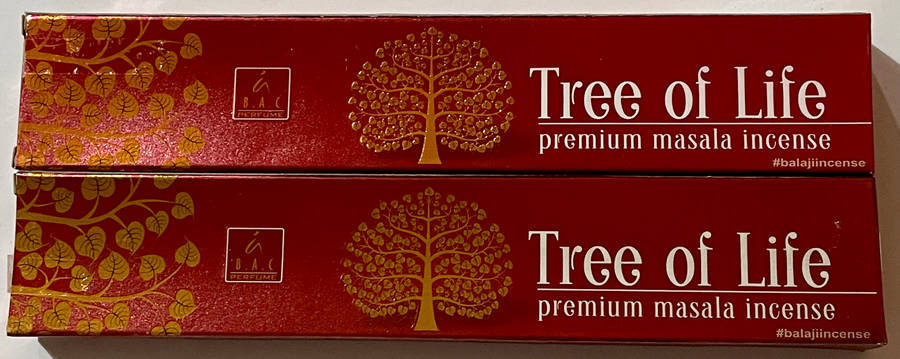 á
B.A.C
PERFUME
Tree of Life
premium masala incense
#balajiincense
á
B.A.C
PERFUME
Tree of Life
premium masala incense
#balajiincense